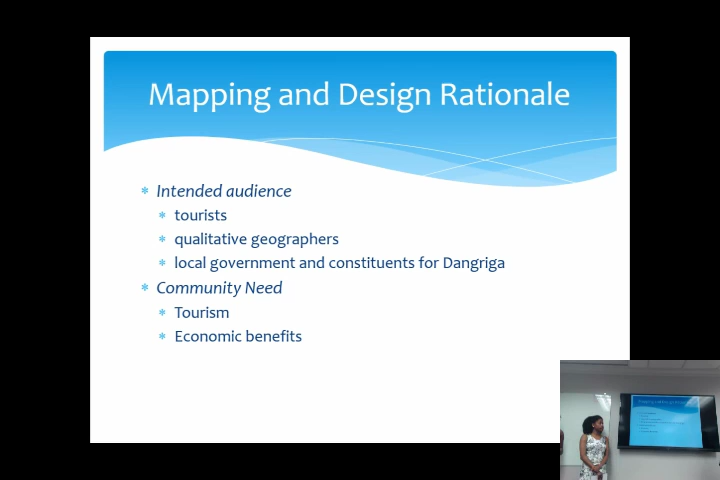 Mapping and Design Rationale
Intended audience
tourists
qualitative geographers
local government and constituents for Dangriga
Community Need
Tourism
Economic benefits